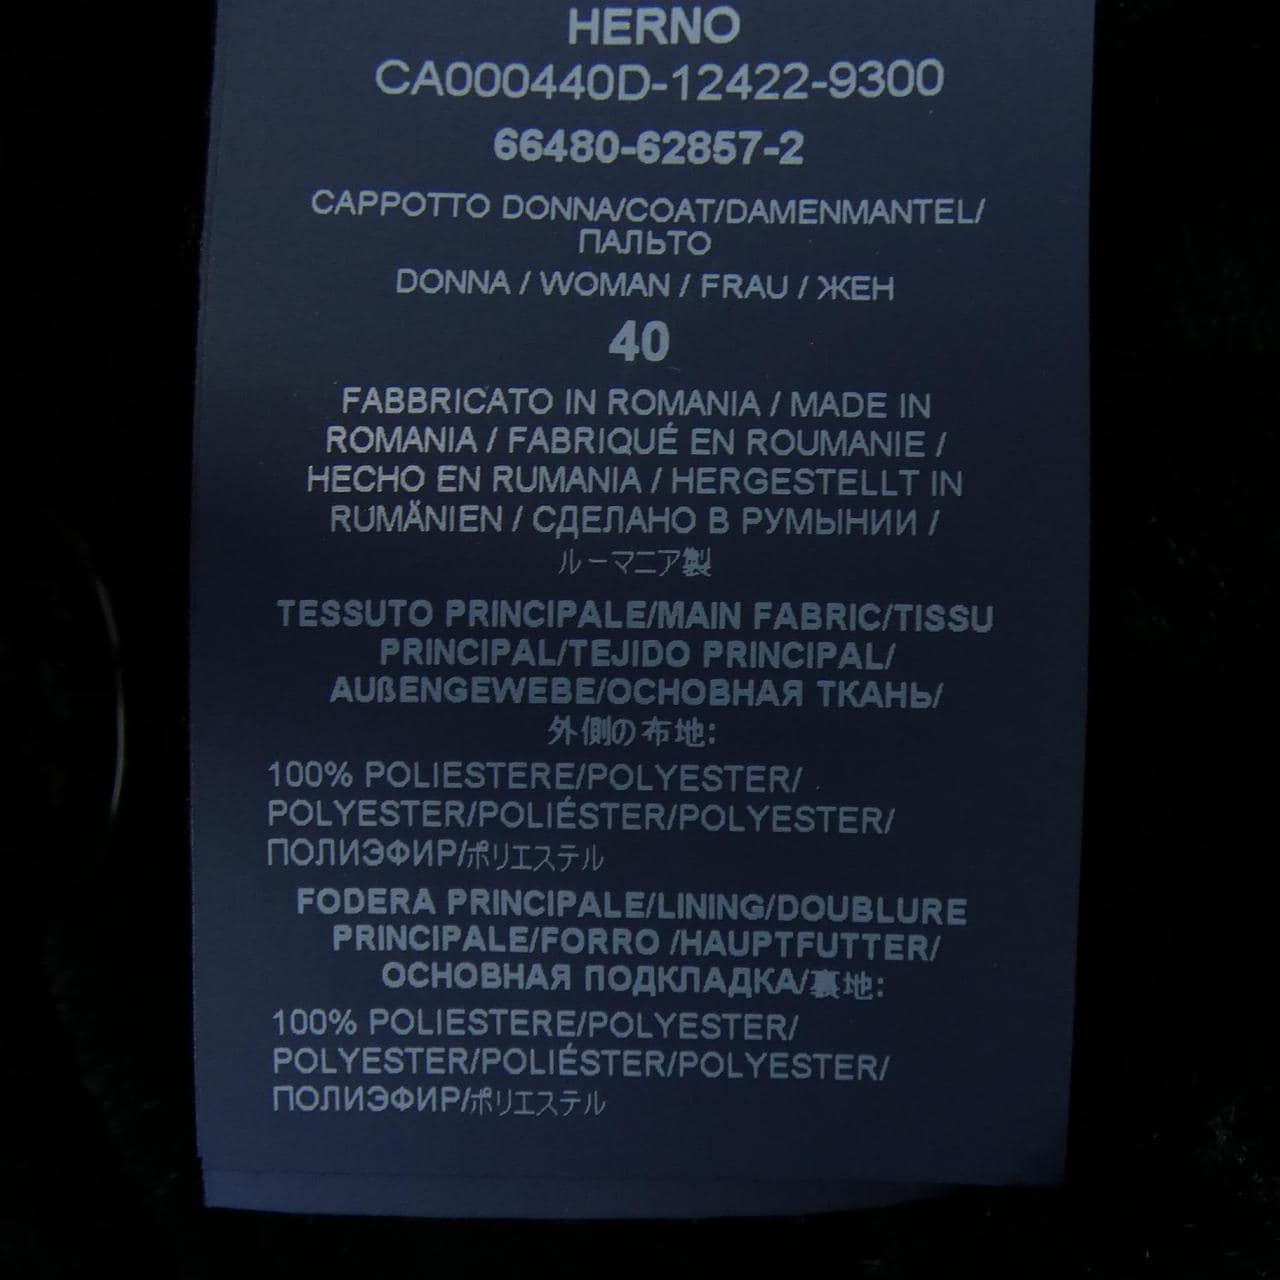 HERNO
CA000440D-12422-9300
66480-62857-2
CAPPOTTO DONNA/COAT/DAMENMANTEL/
ПАЛЬТО
DONNA / WOMAN / FRAU / ЖЕН
40
FABBRICATO IN ROMANIA / MADE IN
ROMANIA / FABRIQUÉ EN ROUMANIE /
HECHO EN RUMANIA / HERGESTELLT IN
RUMÄNIEN / СДЕЛАНО В РУМЫНИИ /
ルーマニア製
TESSUTO PRINCIPALE/MAIN FABRIC/TISSU
PRINCIPAL/TEJIDO PRINCIPAL/
AUßENGEWEBE/ОСНОВНАЯ ТКАНЬ/
外側の布地:
100% POLIESTERE/POLYESTER/
POLYESTER/POLIÉSTER/POLYESTER/
ПОЛИЭФИР/ポリエステル
FODERA PRINCIPALE/LINING/DOUBLURE
PRINCIPALE/FORRO /HAUPTFUTTER/
ОСНОВНАЯ ПОДКЛАДКА/裏地:
100% POLIESTERE/POLYESTER/
POLYESTER/POLIÉSTER/POLYESTER/
ПОЛИЭФИР/ポリエステル